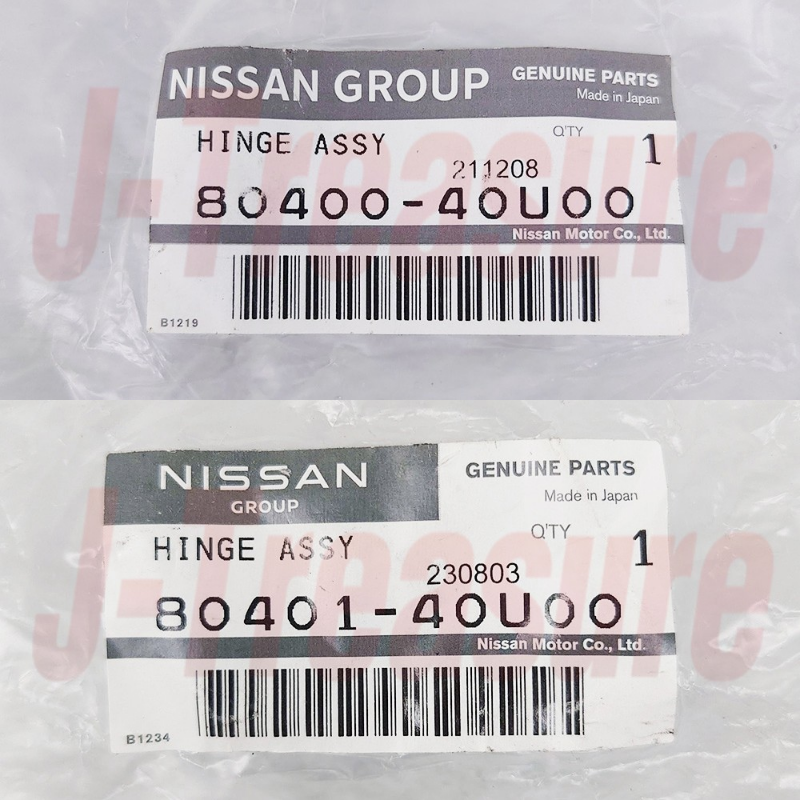 NISSAN GROUP GENUINE PARTS
Made in Japan
HINGE ASSY Q'TY 1
211208
80400-40U00
Nissan Motor Co., Ltd.
B1219
J-Treasure
NISSAN GENUINE PARTS
GROUP Made in Japan
HINGE ASSY Q'TY 1
230803
80401-40U00
Nissan Motor Co., Ltd.
B1234
J-Treasure